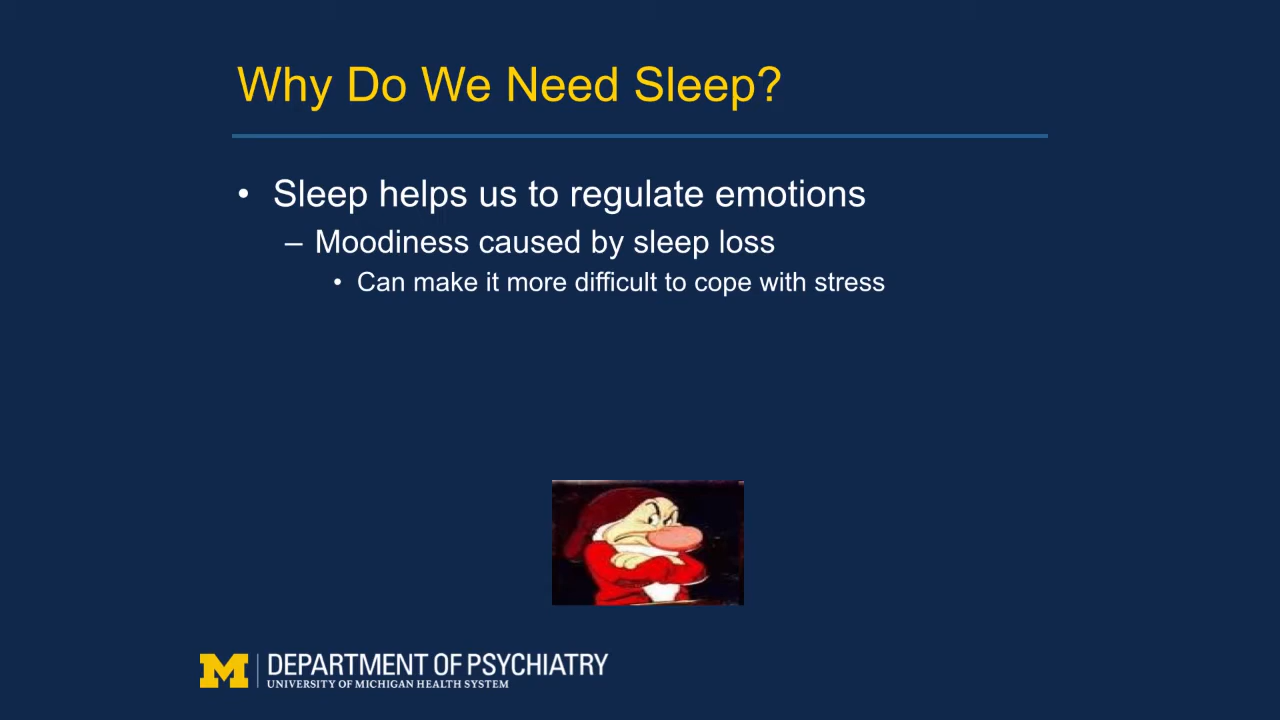 Why Do We Need Sleep?
• Sleep helps us to regulate emotions
– Moodiness caused by sleep loss
• Can make it more difficult to cope with stress
M | DEPARTMENT OF PSYCHIATRY
UNIVERSITY OF MICHIGAN HEALTH SYSTEM